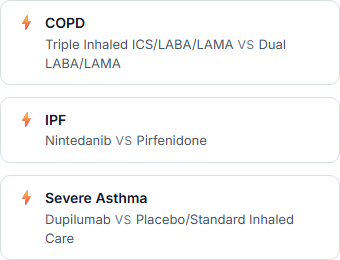 COPD
Triple Inhaled ICS/LABA/LAMA VS Dual
LABA/LAMA
IPF
Nintedanib VS Pirfenidone
Severe Asthma
Dupilumab VS Placebo/Standard Inhaled
Care